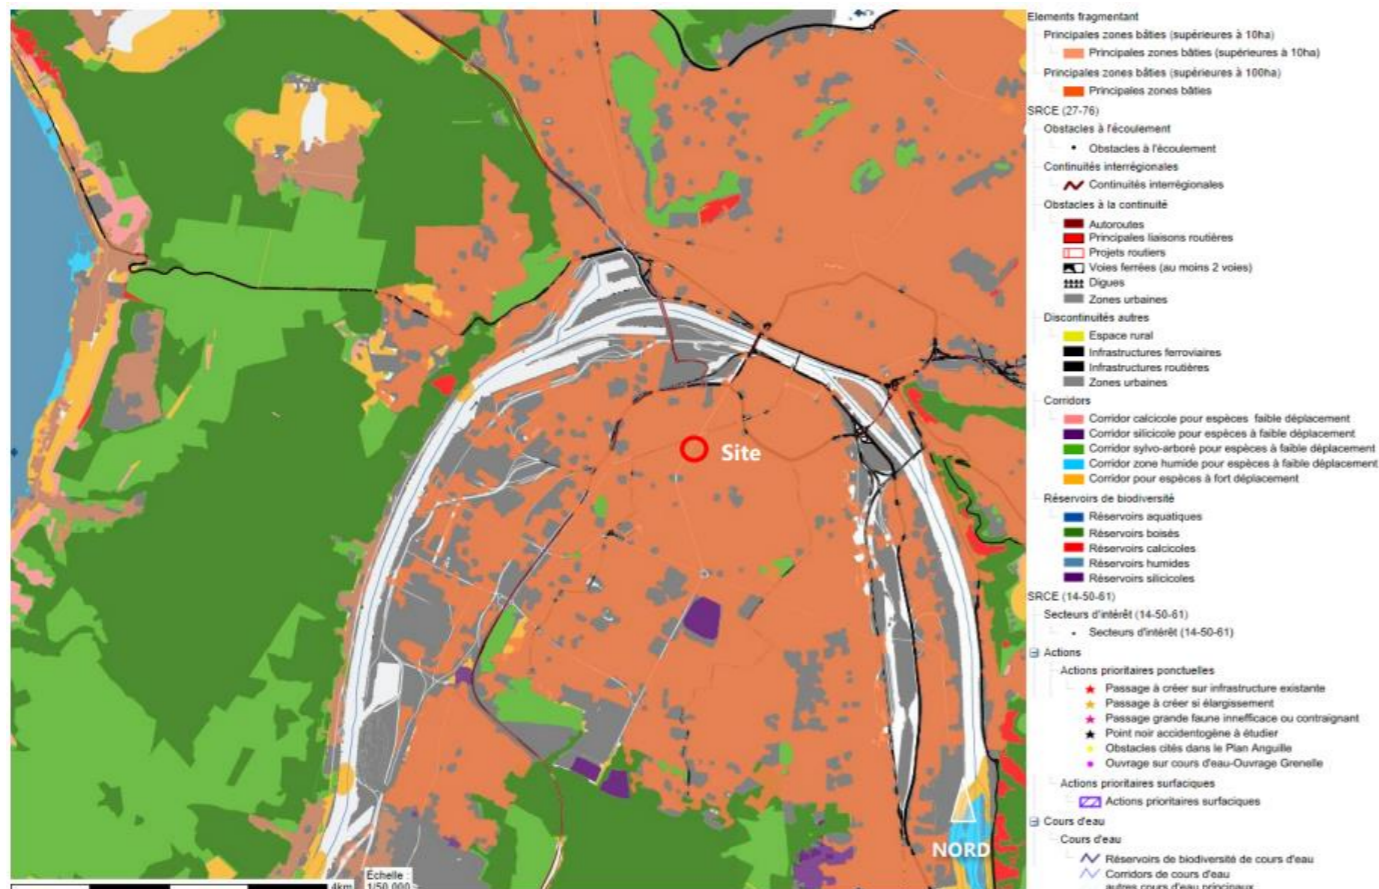 Site
NORD
4km
Échelle :
1/50 000
Elements fragmentant
Principales zones bâties (supérieures à 10ha)
Principales zones bâties (supérieures à 10ha)
Principales zones bâties (supérieures à 100ha)
Principales zones bâties
SRCE (27-76)
Obstacles à l'écoulement
Obstacles à l'écoulement
Continuités interrégionales
Continuités interrégionales
Obstacles à la continuité
Autoroutes
Principales liaisons routières
Projets routiers
Voies ferrées (au moins 2 voies)
Digues
Zones urbaines
Discontinuités autres
Espace rural
Infrastructures ferroviaires
Infrastructures routières
Zones urbaines
Corridors
Corridor calcicole pour espèces faible déplacement
Corridor silicicole pour espèces à faible déplacement
Corridor sylvo-arboré pour espèces à faible déplacement
Corridor zone humide pour espèces à faible déplacement
Corridor pour espèces à fort déplacement
Réservoirs de biodiversité
Réservoirs aquatiques
Réservoirs boisés
Réservoirs calcicoles
Réservoirs humides
Réservoirs silicicoles
SRCE (14-50-61)
Secteurs d'intérêt (14-50-61)
Secteurs d'intérêt (14-50-61)
Actions
Actions prioritaires ponctuelles
Passage à créer sur infrastructure existante
Passage à créer si élargissement
Passage grande faune innefficace ou contraignant
Point noir accidentogène à étudier
Obstacles cités dans le Plan Anguille
Ouvrage sur cours d'eau-Ouvrage Grenelle
Actions prioritaires surfaciques
Actions prioritaires surfaciques
Cours d'eau
Cours d'eau
Réservoirs de biodiversité de cours d'eau
Corridors de cours d'eau
autres cours d'eau principaux